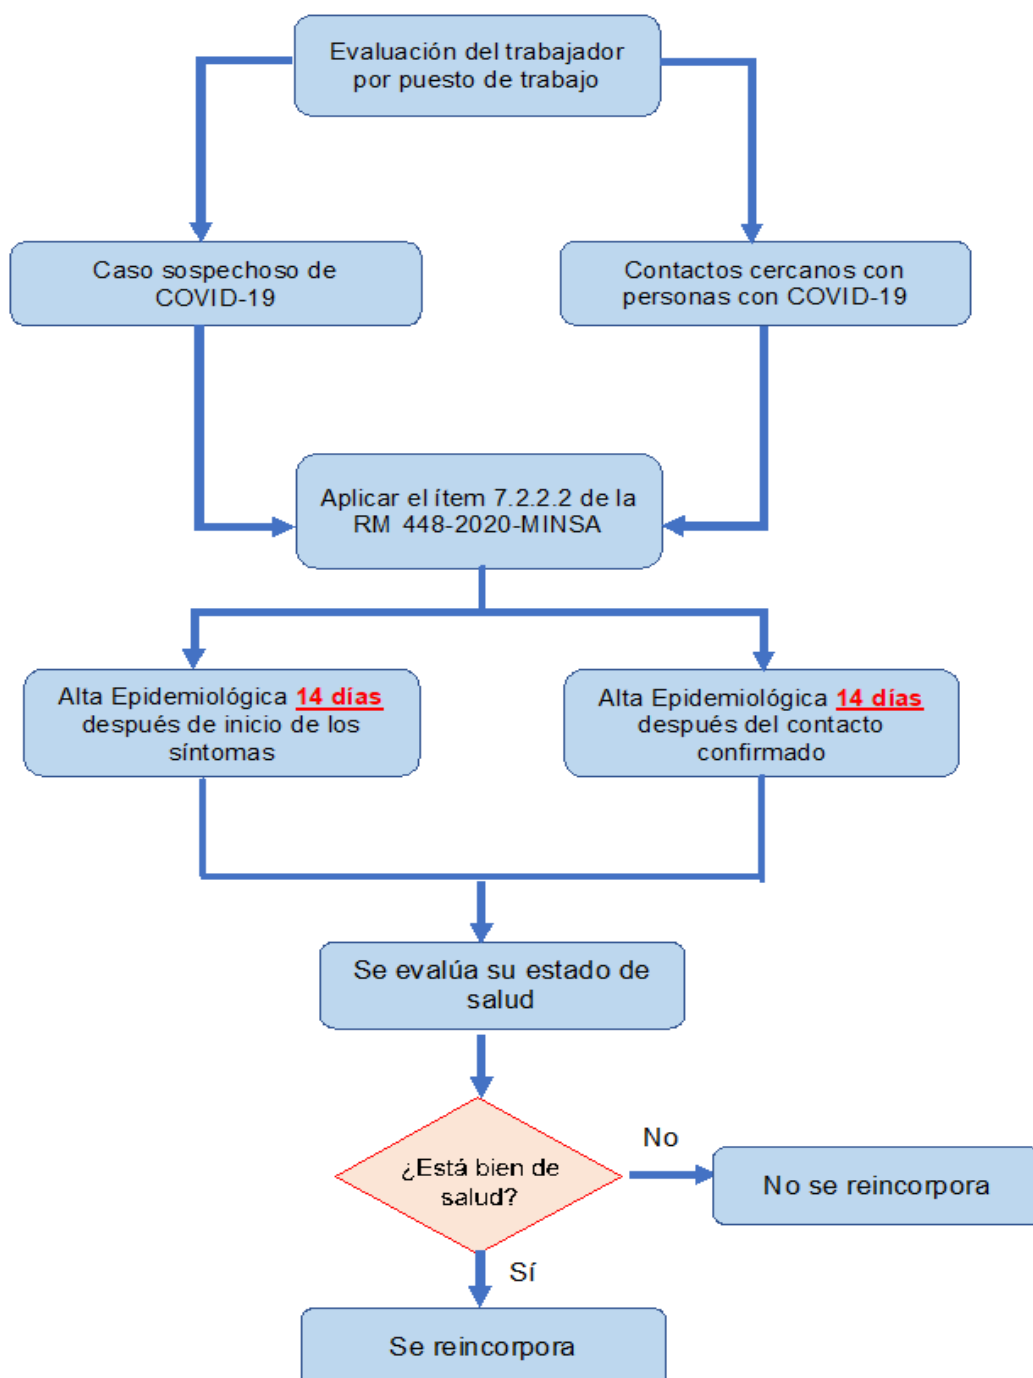 Evaluación del trabajador
por puesto de trabajo
Caso sospechoso de
COVID-19
Contactos cercanos con
personas con COVID-19
Aplicar el ítem 7.2.2.2 de la
RM 448-2020-MINSA
Alta Epidemiológica 14 días
después de inicio de los
síntomas
Alta Epidemiológica 14 días
después del contacto
confirmado
Se evalúa su estado de
salud
¿Está bien de
salud?
No
No se reincorpora
Sí
Se reincorpora